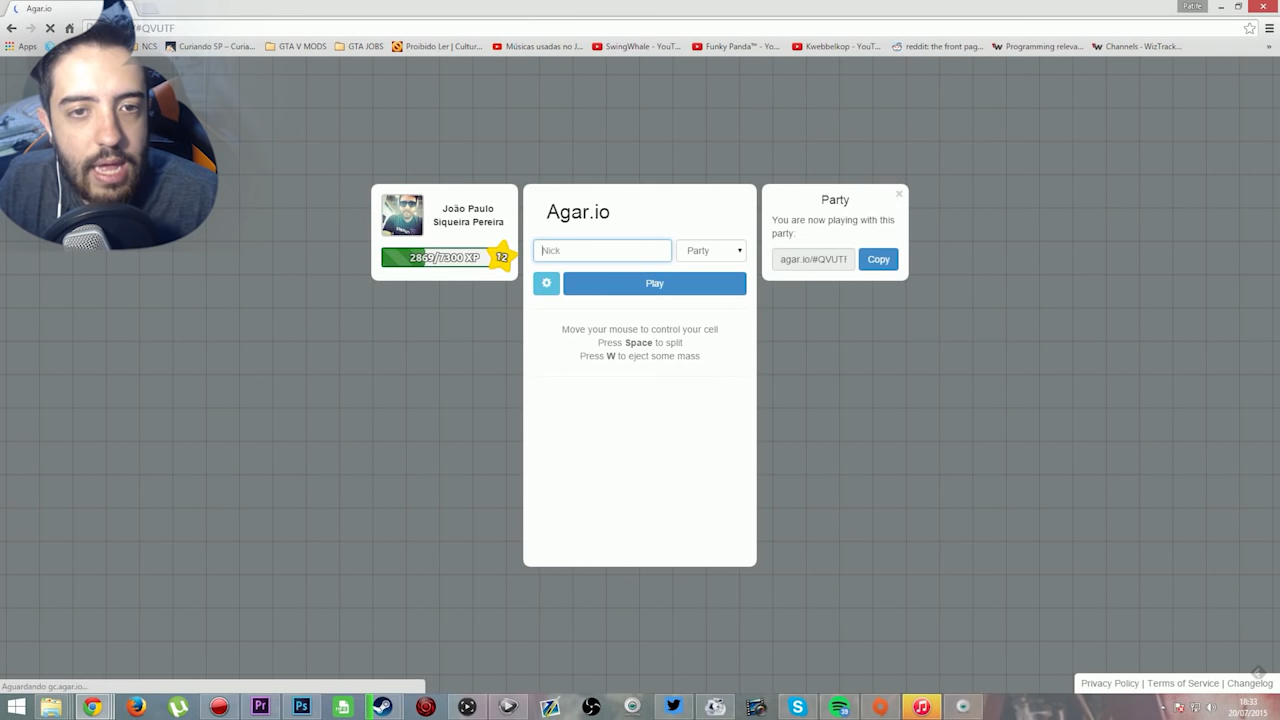 Agar.io
Patife
#QVUTF
Apps
NCS
Curiando SP – Curia...
GTA V MODS
GTA JOBS
Proibido Ler | Cultur...
Músicas usadas no J...
SwingWhale - YouT...
Funky Panda™ - Yo...
Kwebbelkop - YouT...
reddit: the front pag...
Programming releva...
Channels - WizTrack...
»
João Paulo
Siqueira Pereira
2869/7300 XP
12
Agar.io
Nick
Party
Play
Move your mouse to control your cell
Press Space to split
Press W to eject some mass
Party
×
You are now playing with this
party:
agar.io/#QVUTF
Copy
Aguardando gc.agar.io...
Privacy Policy | Terms of Service | Changelog
18:33
20/07/2015